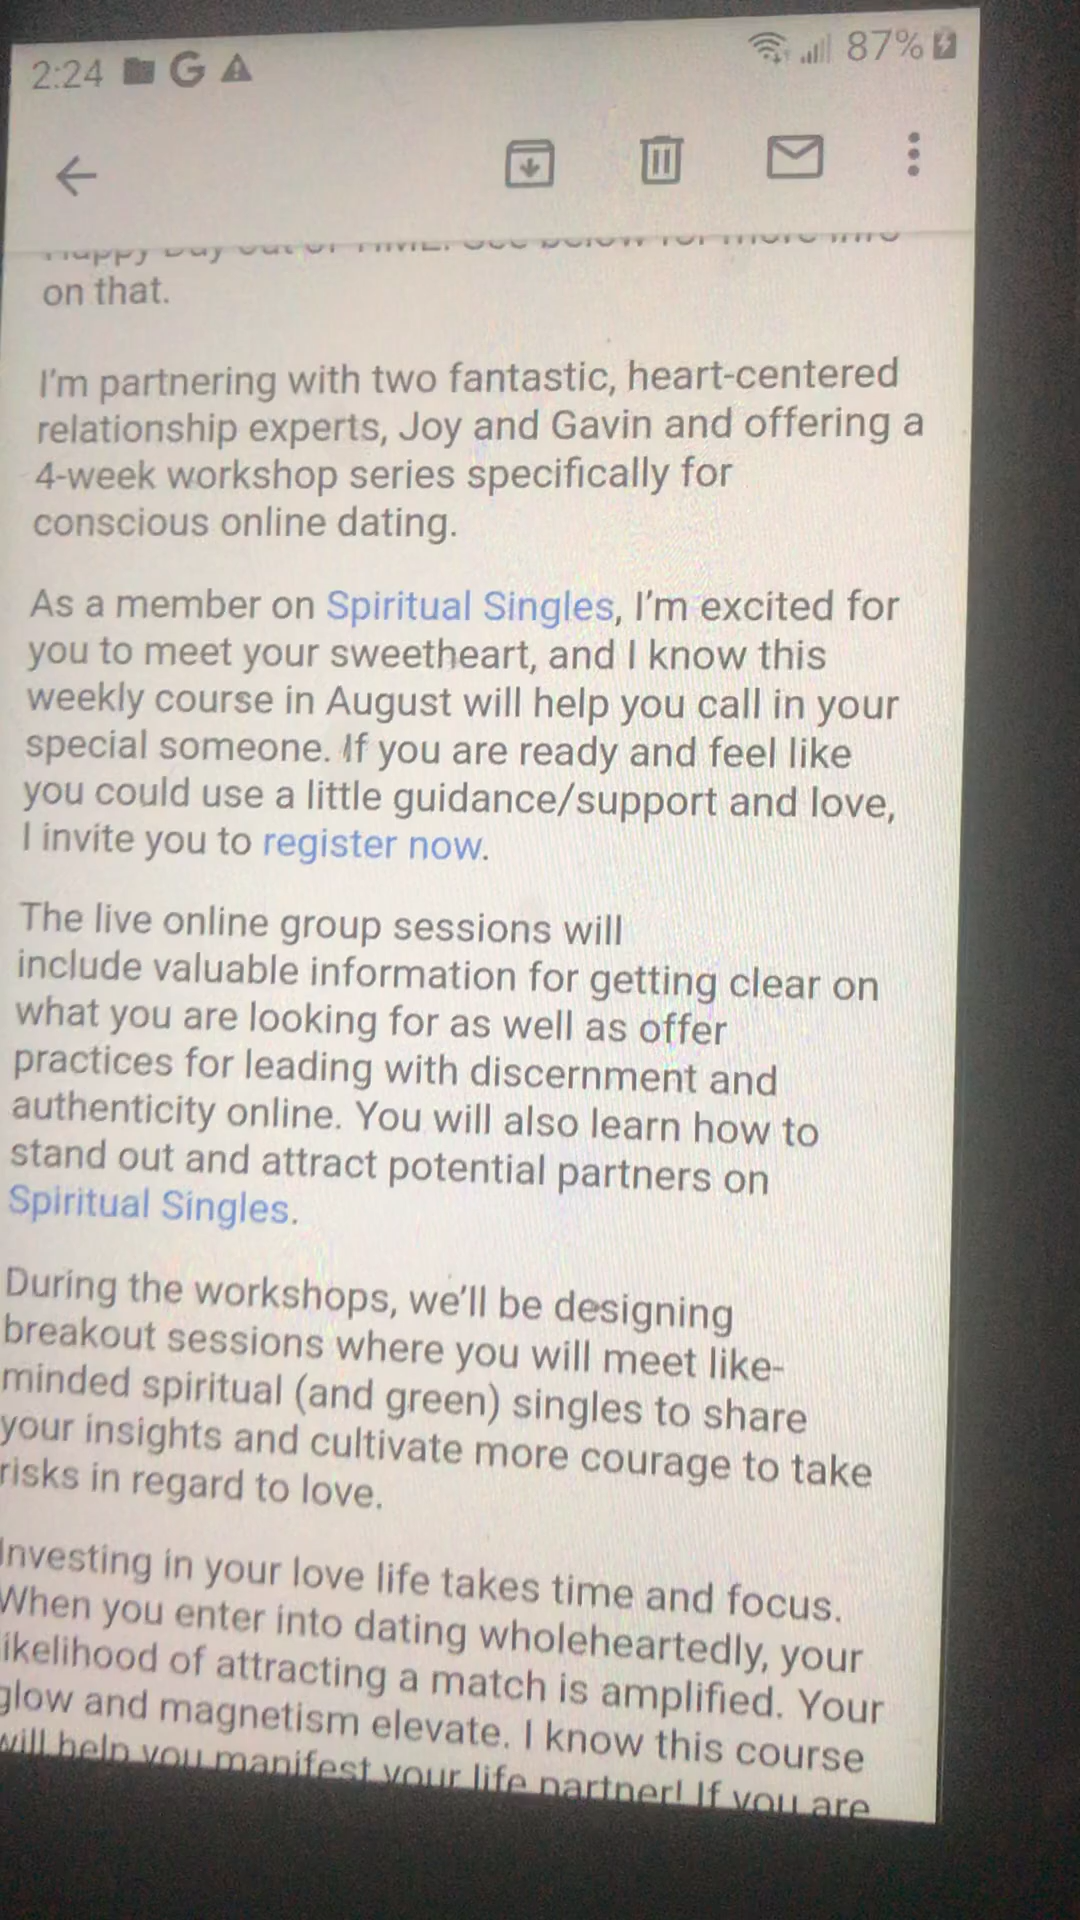 2:24 G 87%
Happy Day out of TIME! See below for more info
on that.
I'm partnering with two fantastic, heart-centered
relationship experts, Joy and Gavin and offering a
4-week workshop series specifically for
conscious online dating.
As a member on Spiritual Singles, I'm excited for
you to meet your sweetheart, and I know this
weekly course in August will help you call in your
special someone. If you are ready and feel like
you could use a little guidance/support and love,
I invite you to register now.
The live online group sessions will
include valuable information for getting clear on
what you are looking for as well as offer
practices for leading with discernment and
authenticity online. You will also learn how to
stand out and attract potential partners on
Spiritual Singles.
During the workshops, we'll be designing
breakout sessions where you will meet like-
minded spiritual (and green) singles to share
your insights and cultivate more courage to take
risks in regard to love.
Investing in your love life takes time and focus.
When you enter into dating wholeheartedly, your
likelihood of attracting a match is amplified. Your
glow and magnetism elevate. I know this course
will help you manifest your life partner! If you are